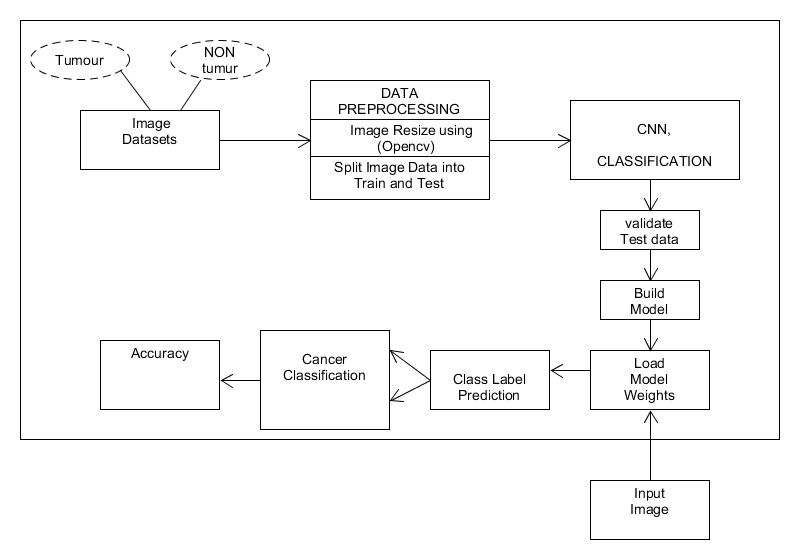 Tumour
NON
tumur
Image
Datasets
DATA
PREPROCESSING
Image Resize using
(Opencv)
Split Image Data into
Train and Test
CNN,
CLASSIFICATION
validate
Test data
Build
Model
Load
Model
Weights
Class Label
Prediction
Cancer
Classification
Accuracy
Input
Image